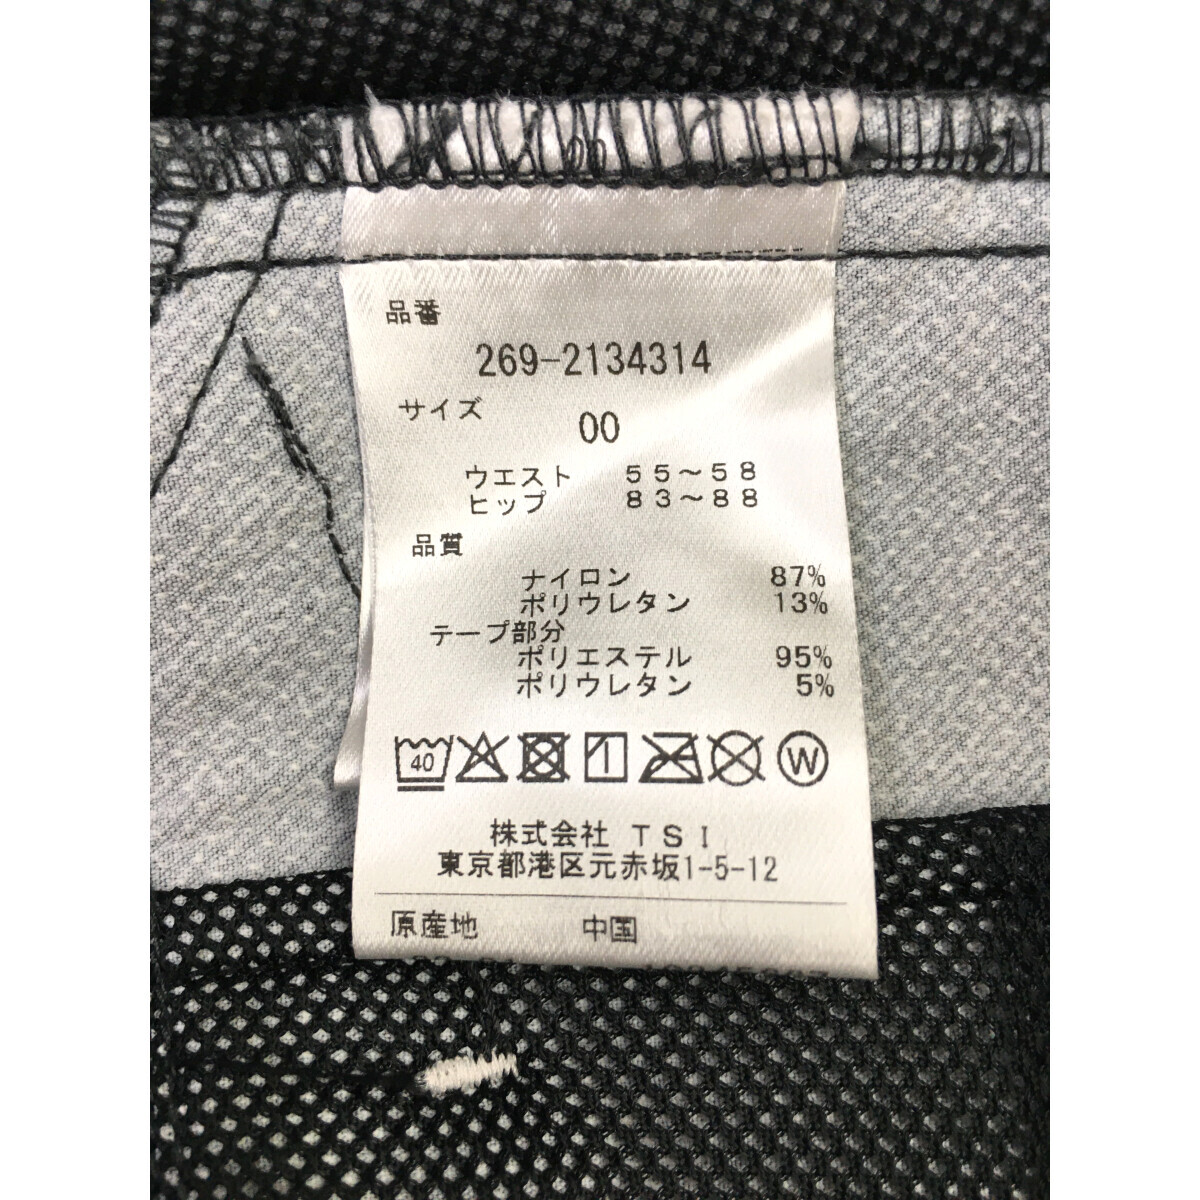 品番
269-2134314
サイズ
00
ウエスト 55～58
ヒップ 83～88
品質
ナイロン 87%
ポリウレタン 13%
テープ部分
ポリエステル 95%
ポリウレタン 5%
40 W
株式会社 TSI
東京都港区元赤坂1-5-12
原産地 中国